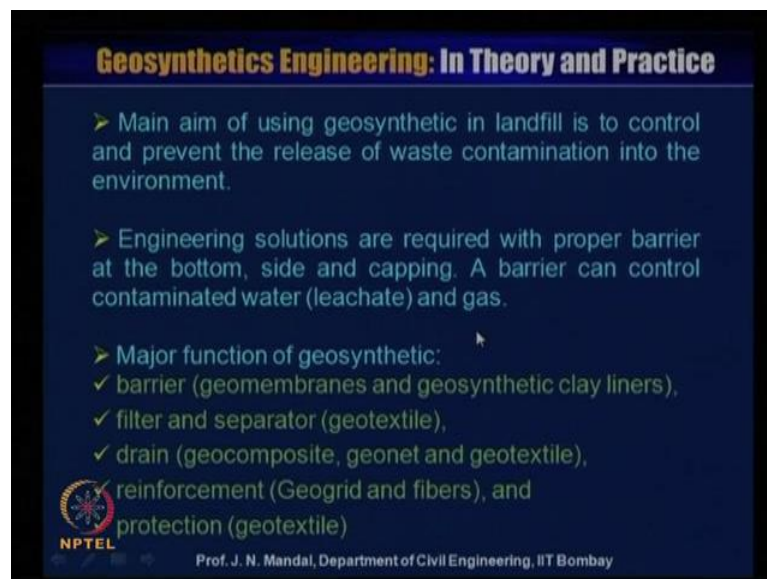 Geosynthetics Engineering: In Theory and Practice
➢ Main aim of using geosynthetic in landfill is to control
and prevent the release of waste contamination into the
environment.
➢ Engineering solutions are required with proper barrier
at the bottom, side and capping. A barrier can control
contaminated water (leachate) and gas.
➢ Major function of geosynthetic:
✓ barrier (geomembranes and geosynthetic clay liners),
✓ filter and separator (geotextile),
✓ drain (geocomposite, geonet and geotextile),
✓ reinforcement (Geogrid and fibers), and
protection (geotextile)
NPTEL
Prof. J. N. Mandal, Department of Civil Engineering, IIT Bombay